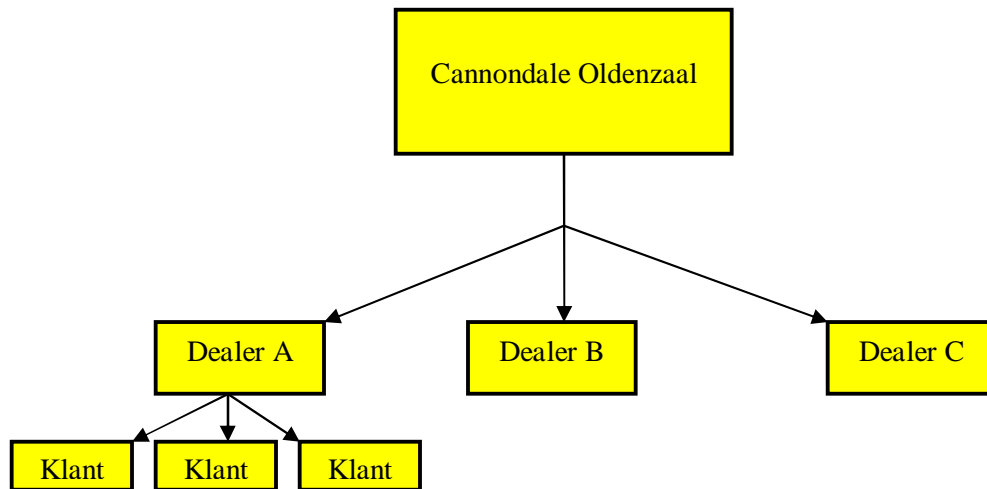 Cannondale Oldenzaal
Dealer A
Dealer B
Dealer C
Klant
Klant
Klant